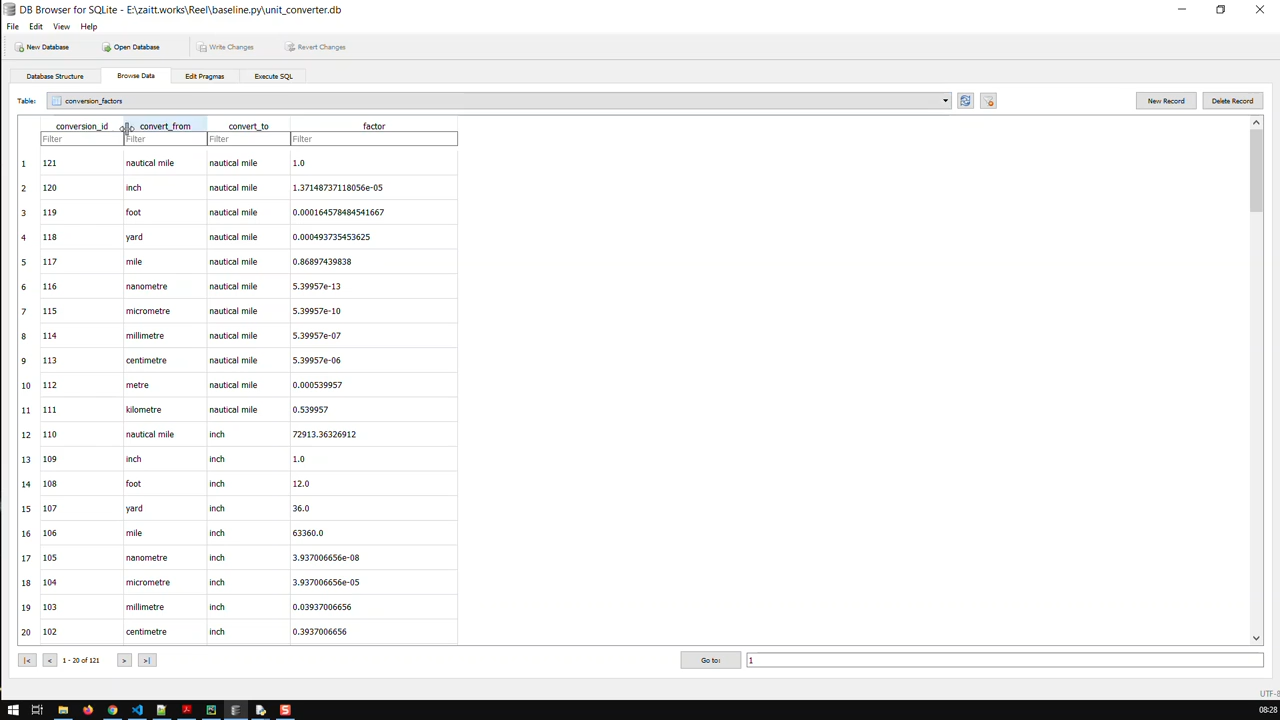 DB Browser for SQLite - E:\zaitt.works\Reel\baseline.py\unit_converter.db
File Edit View Help
New Database Open Database Write Changes Revert Changes
Database Structure Browse Data Edit Pragmas Execute SQL
Table: conversion_factors New Record Delete Record
conversion_id convert_from convert_to factor
Filter Filter Filter Filter
1 121 nautical mile nautical mile 1.0
2 120 inch nautical mile 1.37148737118056e-05
3 119 foot nautical mile 0.000164578484541667
4 118 yard nautical mile 0.000493735453625
5 117 mile nautical mile 0.86897439838
6 116 nanometre nautical mile 5.39957e-13
7 115 micrometre nautical mile 5.39957e-10
8 114 millimetre nautical mile 5.39957e-07
9 113 centimetre nautical mile 5.39957e-06
10 112 metre nautical mile 0.000539957
11 111 kilometre nautical mile 0.539957
12 110 nautical mile inch 72913.36326912
13 109 inch inch 1.0
14 108 foot inch 12.0
15 107 yard inch 36.0
16 106 mile inch 63360.0
17 105 nanometre inch 3.937006656e-08
18 104 micrometre inch 3.937006656e-05
19 103 millimetre inch 0.03937006656
20 102 centimetre inch 0.3937006656
|< < 1 - 20 of 121 > >| Go to: 1
UTF-8
08:28